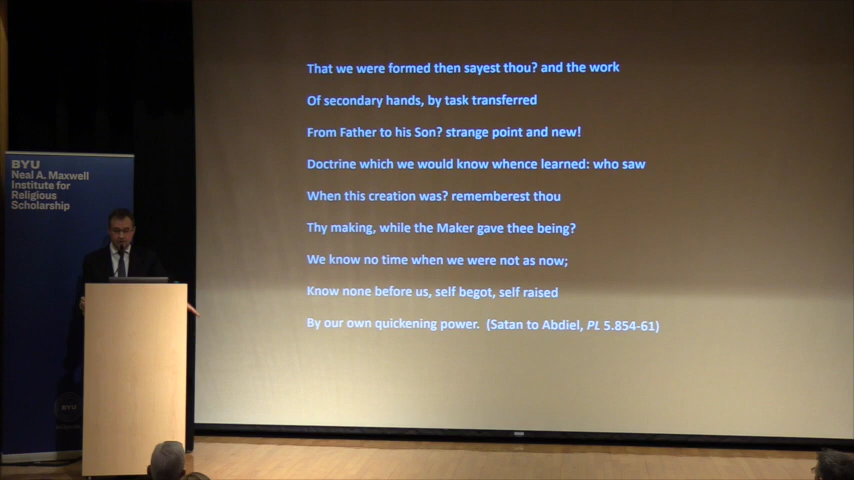 That we were formed then sayest thou? and the work
Of secondary hands, by task transferred
From Father to his Son? strange point and new!
Doctrine which we would know whence learned: who saw
When this creation was? rememberest thou
Thy making, while the Maker gave thee being?
We know no time when we were not as now;
Know none before us, self begot, self raised
By our own quickening power. (Satan to Abdiel, PL 5.854-61)
BYU
Neal A. Maxwell
Institute for
Religious
Scholarship
BYU